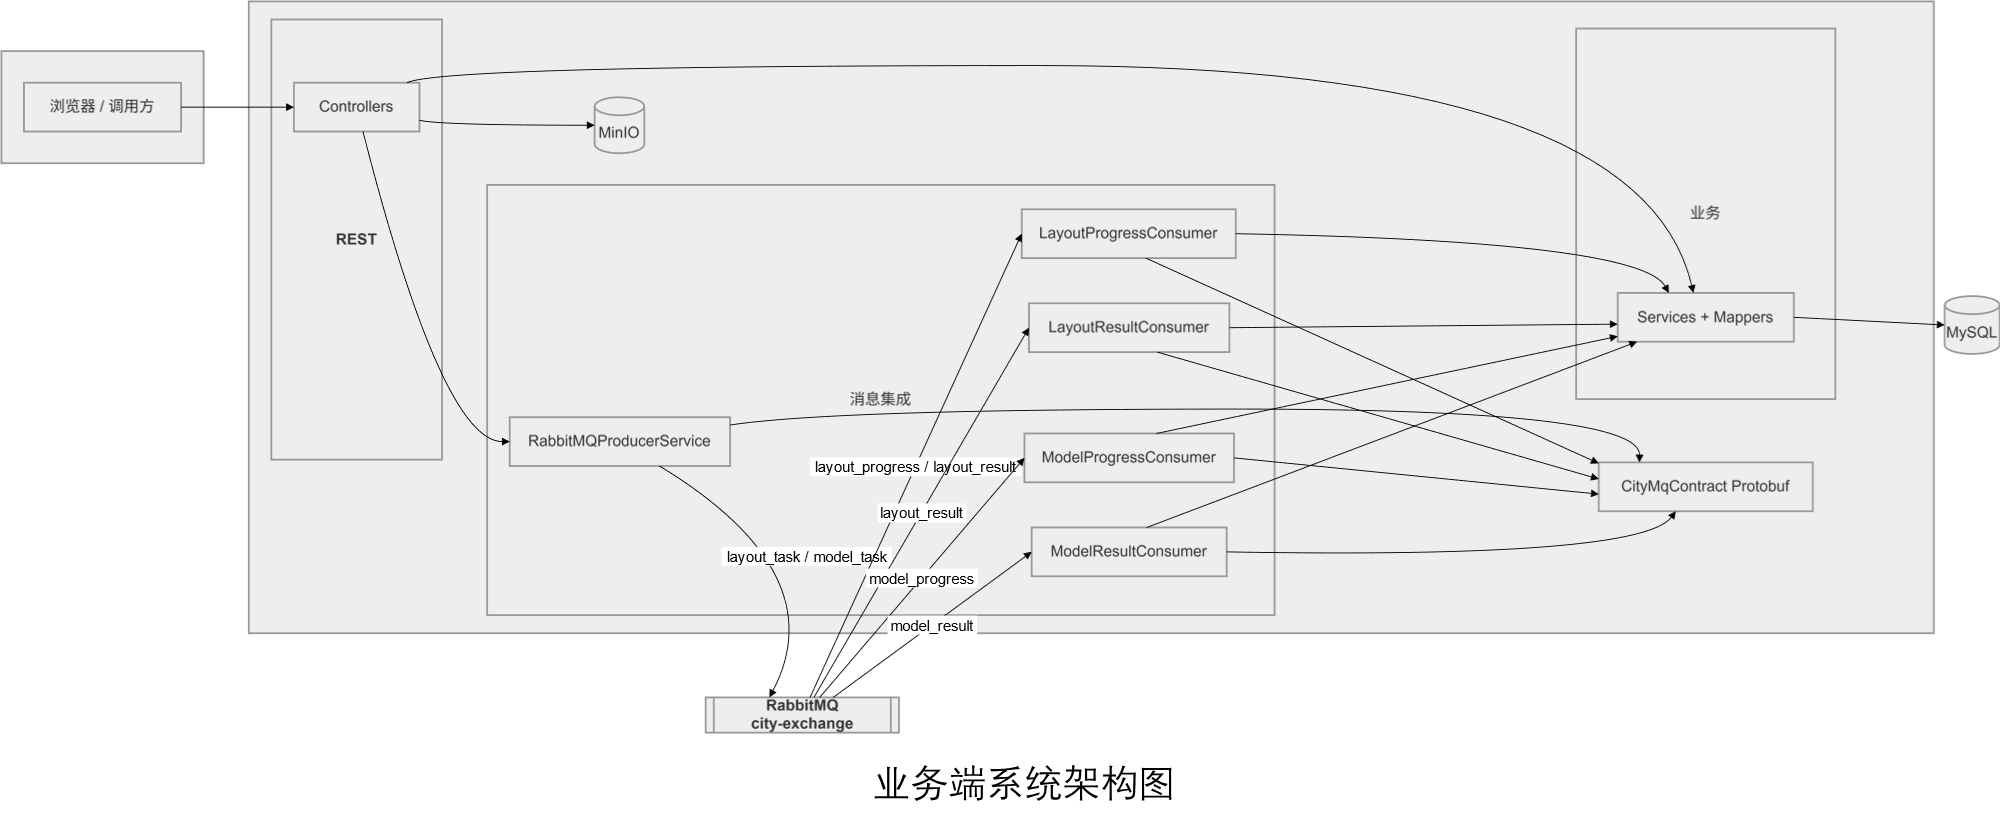 浏览器 / 调用方
Controllers
MinIO
REST
业务
LayoutProgressConsumer
LayoutResultConsumer
Services + Mappers
MySQL
消息集成
RabbitMQProducerService
ModelProgressConsumer
layout_progress / layout_result
CityMqContract Protobuf
layout_result
ModelResultConsumer
layout_task / model_task
model_progress
model_result
RabbitMQ
city-exchange
业务端系统架构图